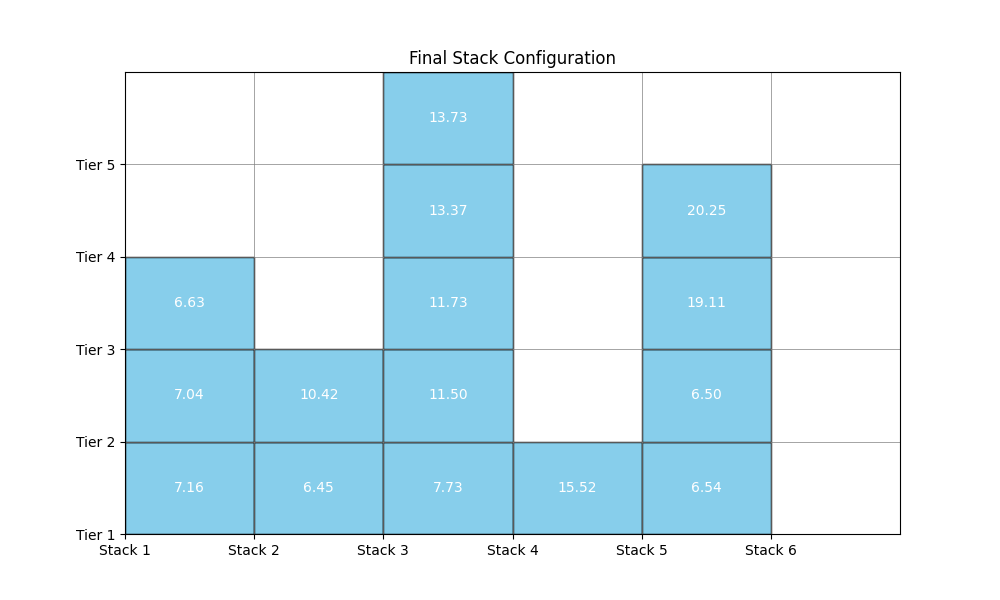 Final Stack Configuration
13.73
Tier 5
13.37 20.25
Tier 4
6.63 11.73 19.11
Tier 3
7.04 10.42 11.50 6.50
Tier 2
7.16 6.45 7.73 15.52 6.54
Tier 1
Stack 1 Stack 2 Stack 3 Stack 4 Stack 5 Stack 6